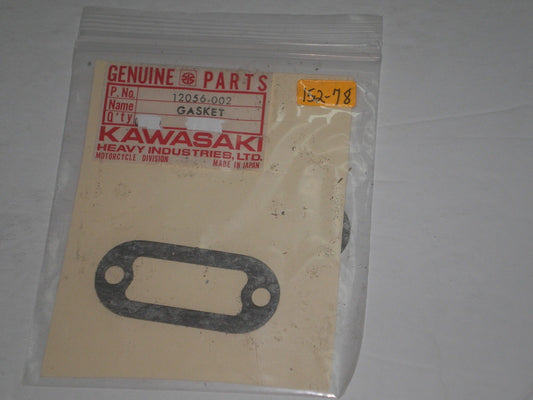 GENUINE PARTS
P. No. 12056-002
Name GASKET
Q'ty
KAWASAKI
HEAVY INDUSTRIES, LTD.
MOTORCYCLE DIVISION MADE IN JAPAN
152-78